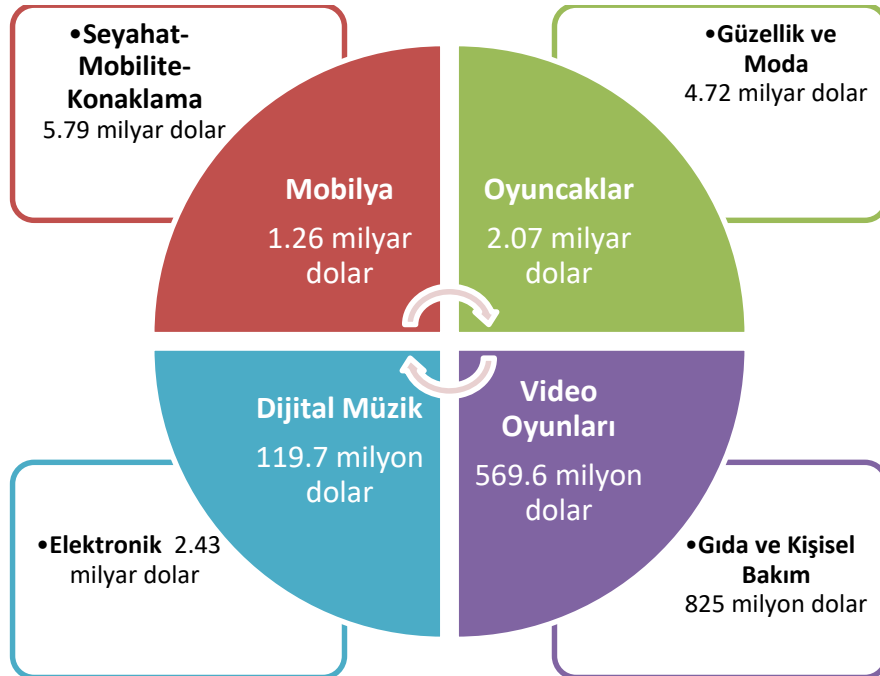 •Seyahat-
Mobilite-
Konaklama
5.79 milyar dolar
•Güzellik ve
Moda
4.72 milyar dolar
Mobilya
1.26 milyar
dolar
Oyuncaklar
2.07 milyar
dolar
Dijital Müzik
119.7 milyon
dolar
Video
Oyunları
569.6 milyon
dolar
•Elektronik 2.43
milyar dolar
•Gıda ve Kişisel
Bakım
825 milyon dolar